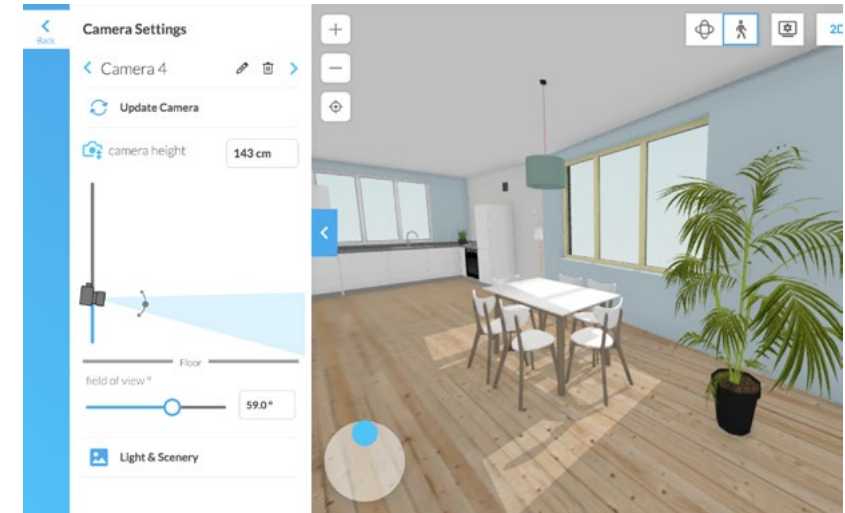 Back
Camera Settings
Camera 4
Update Camera
camera height
143 cm
Floor
field of view °
59.0°
Light & Scenery
2D